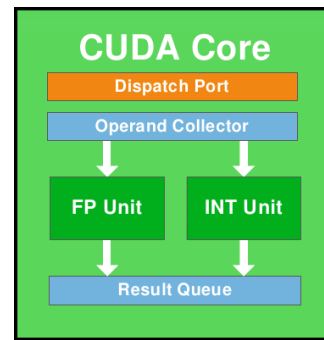 CUDA Core
Dispatch Port
Operand Collector
FP Unit
INT Unit
Result Queue